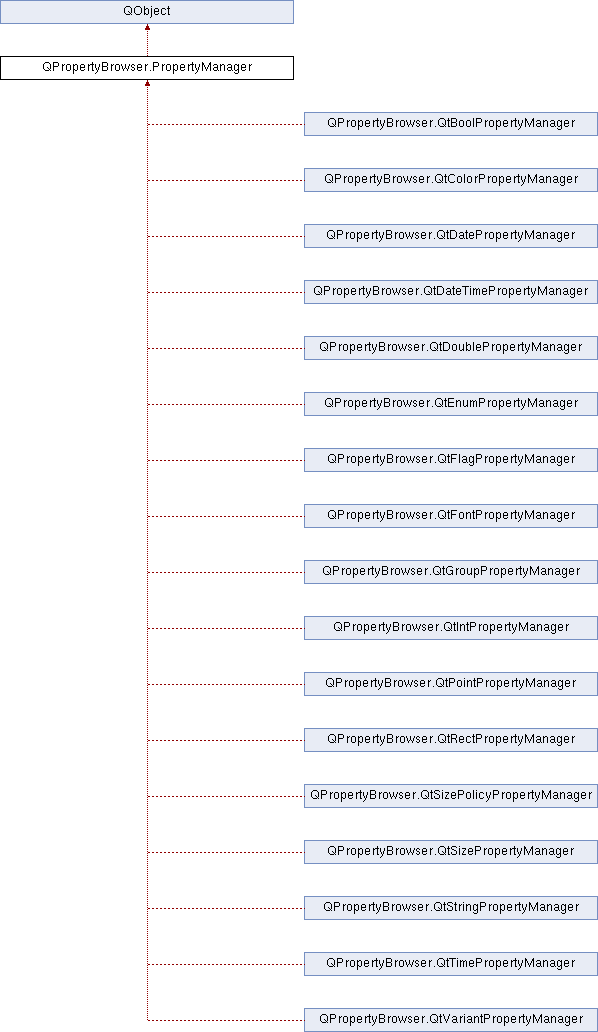 QObject
QPropertyBrowser.PropertyManager
QPropertyBrowser.QtBoolPropertyManager
QPropertyBrowser.QtColorPropertyManager
QPropertyBrowser.QtDatePropertyManager
QPropertyBrowser.QtDateTimePropertyManager
QPropertyBrowser.QtDoublePropertyManager
QPropertyBrowser.QtEnumPropertyManager
QPropertyBrowser.QtFlagPropertyManager
QPropertyBrowser.QtFontPropertyManager
QPropertyBrowser.QtGroupPropertyManager
QPropertyBrowser.QtIntPropertyManager
QPropertyBrowser.QtPointPropertyManager
QPropertyBrowser.QtRectPropertyManager
QPropertyBrowser.QtSizePolicyPropertyManager
QPropertyBrowser.QtSizePropertyManager
QPropertyBrowser.QtStringPropertyManager
QPropertyBrowser.QtTimePropertyManager
QPropertyBrowser.QtVariantPropertyManager